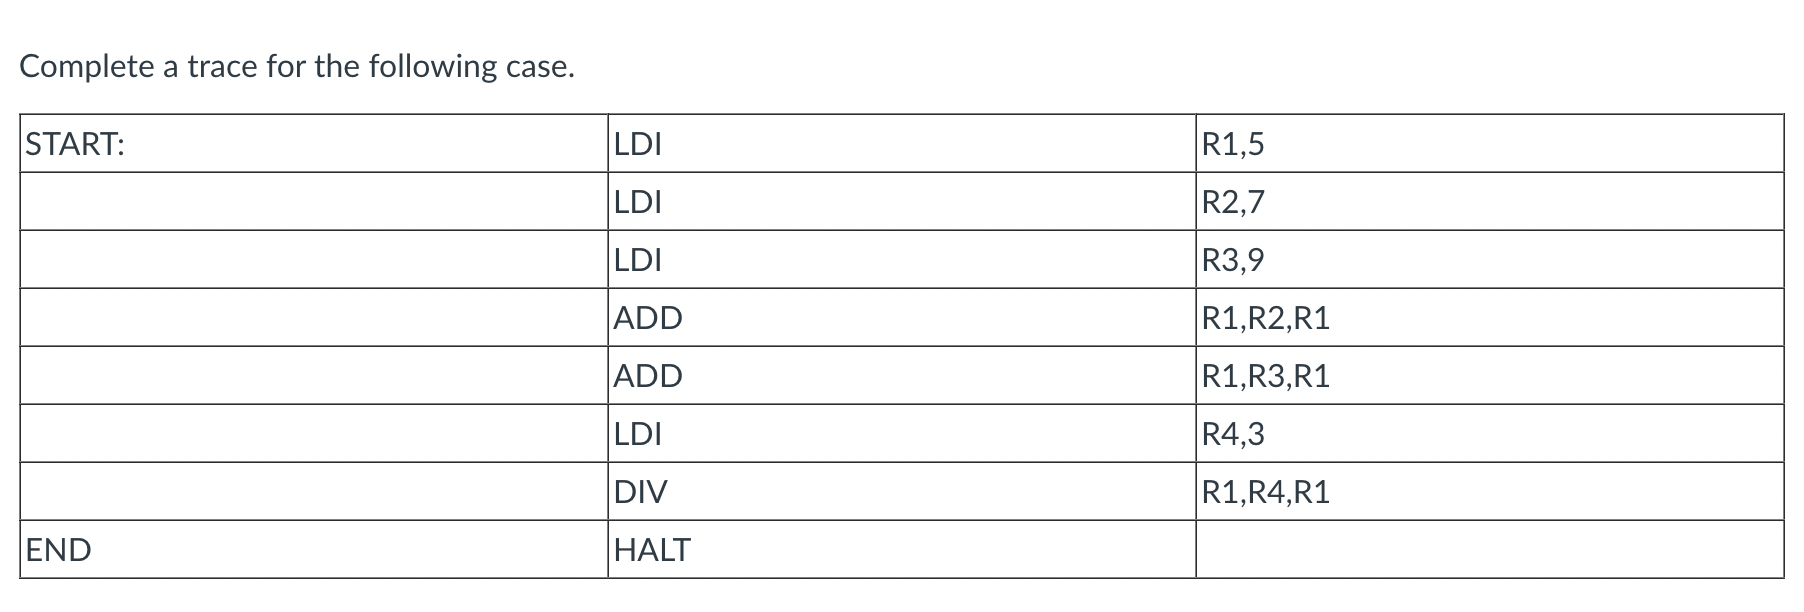 Complete a trace for the following case.
START: LDI R1,5
LDI R2,7
LDI R3,9
ADD R1,R2,R1
ADD R1,R3,R1
LDI R4,3
DIV R1,R4,R1
END HALT